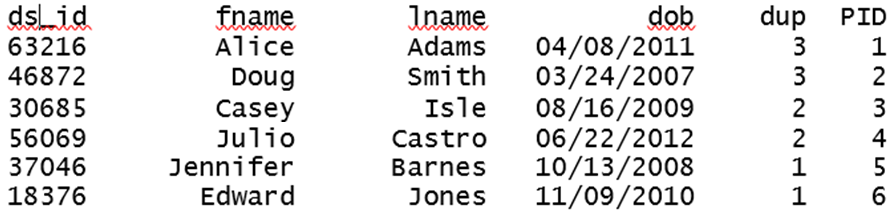 ds_id fname lname dob dup PID
63216 Alice Adams 04/08/2011 3 1
46872 Doug Smith 03/24/2007 3 2
30685 Casey Isle 08/16/2009 2 3
56069 Julio Castro 06/22/2012 2 4
37046 Jennifer Barnes 10/13/2008 1 5
18376 Edward Jones 11/09/2010 1 6